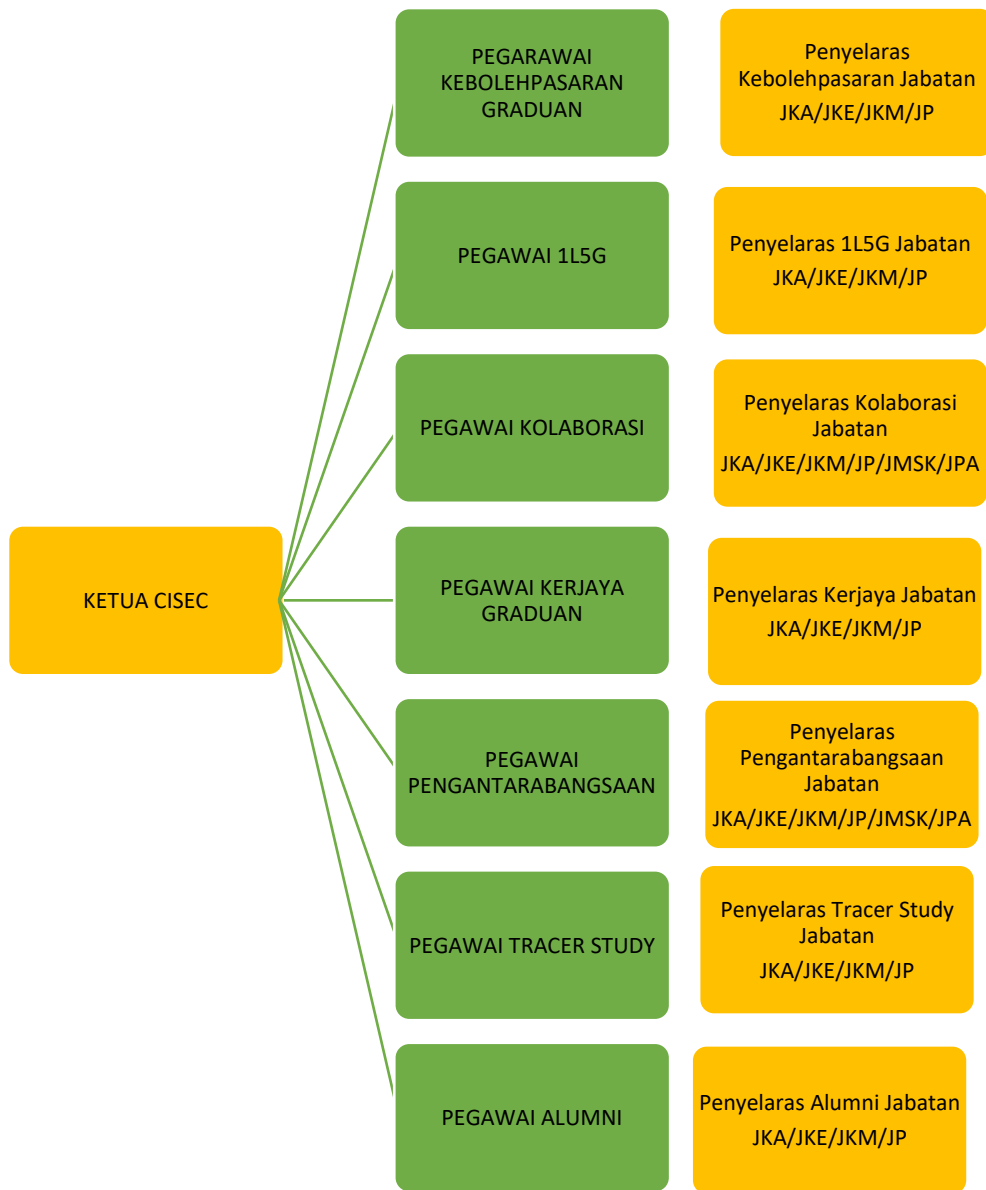 PEGARAWAI
KEBOLEHPASARAN
GRADUAN
Penyelaras
Kebolehpasaran Jabatan
JKA/JKE/JKM/JP
PEGAWAI 1L5G
Penyelaras 1L5G Jabatan
JKA/JKE/JKM/JP
PEGAWAI KOLABORASI
Penyelaras Kolaborasi
Jabatan
JKA/JKE/JKM/JP/JMSK/JPA
KETUA CISEC
PEGAWAI KERJAYA
GRADUAN
Penyelaras Kerjaya Jabatan
JKA/JKE/JKM/JP
PEGAWAI
PENGANTARABANGSAAN
Penyelaras
Pengantarabangsaan
Jabatan
JKA/JKE/JKM/JP/JMSK/JPA
PEGAWAI TRACER STUDY
Penyelaras Tracer Study
Jabatan
JKA/JKE/JKM/JP
PEGAWAI ALUMNI
Penyelaras Alumni Jabatan
JKA/JKE/JKM/JP